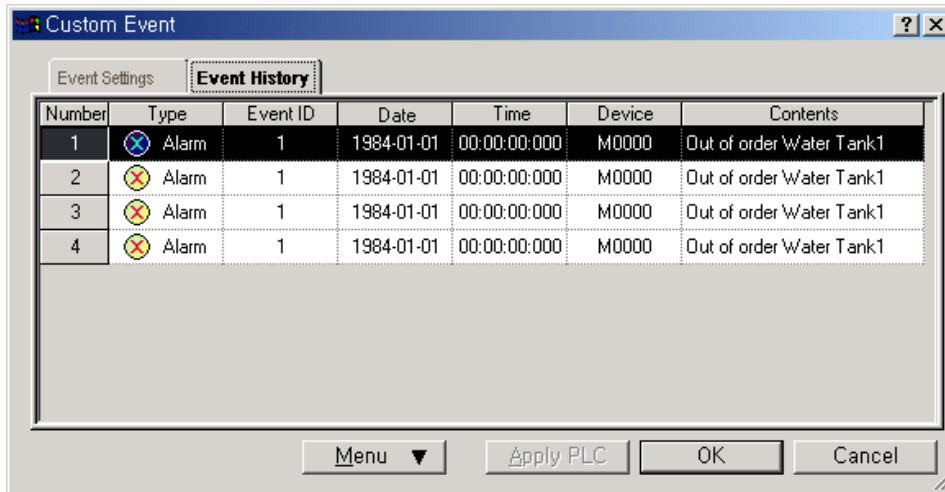 Custom Event
Event Settings Event History
Number Type Event ID Date Time Device Contents
1 Alarm 1 1984-01-01 00:00:00:000 M0000 Out of order Water Tank1
2 Alarm 1 1984-01-01 00:00:00:000 M0000 Out of order Water Tank1
3 Alarm 1 1984-01-01 00:00:00:000 M0000 Out of order Water Tank1
4 Alarm 1 1984-01-01 00:00:00:000 M0000 Out of order Water Tank1
Menu ▼ Apply PLC OK Cancel